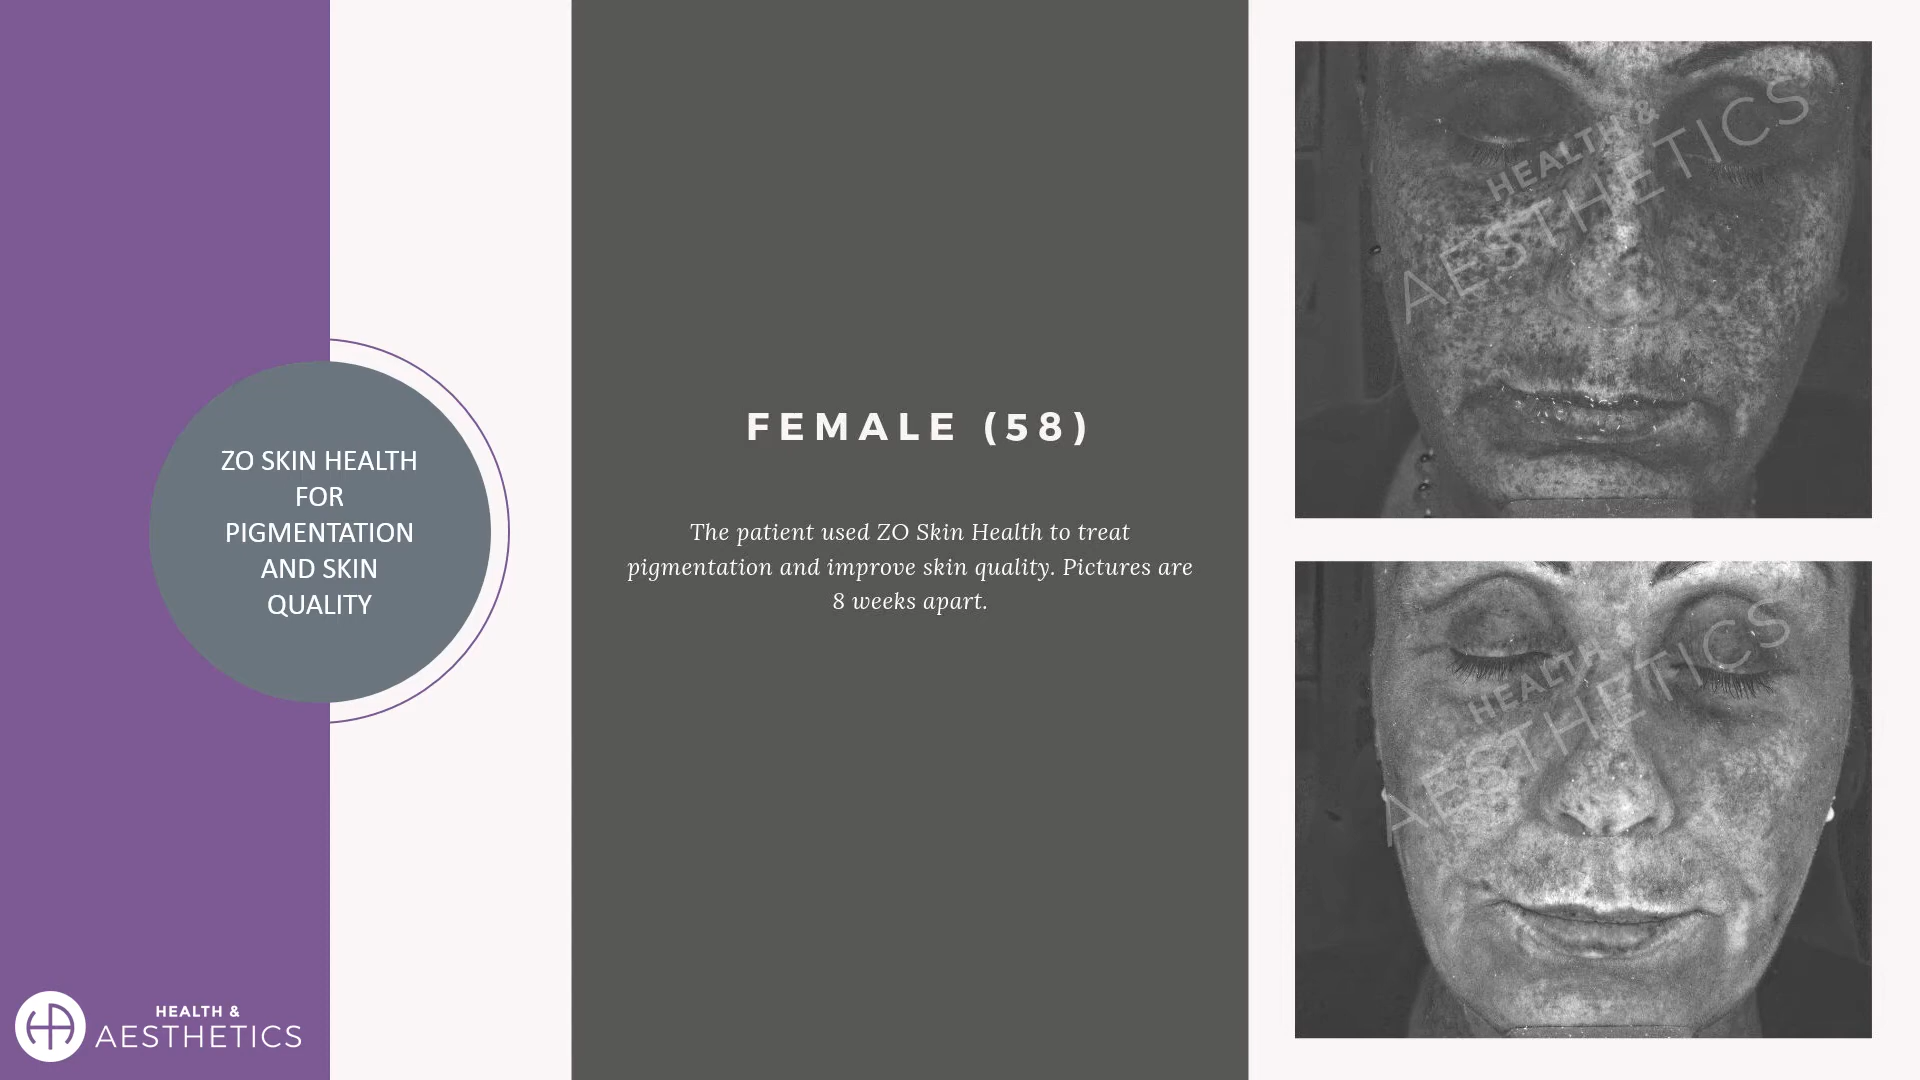 ZO SKIN HEALTH
FOR
PIGMENTATION
AND SKIN
QUALITY
HEALTH &
AESTHETICS
FEMALE (58)
The patient used ZO Skin Health to treat
pigmentation and improve skin quality. Pictures are
8 weeks apart.
HEALTH &
AESTHETICS
HEALTH &
AESTHETICS